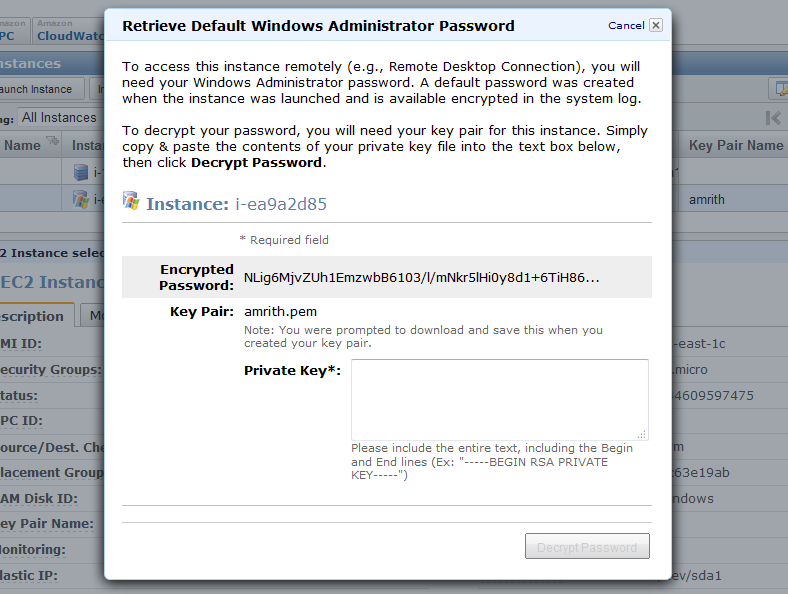 Amazon
CloudWatc
Retrieve Default Windows Administrator Password
Cancel
To access this instance remotely (e.g., Remote Desktop Connection), you will
need your Windows Administrator password. A default password was created
when the instance was launched and is available encrypted in the system log.
To decrypt your password, you will need your key pair for this instance. Simply
copy & paste the contents of your private key file into the text box below,
then click Decrypt Password.
Instance: i-ea9a2d85
* Required field
Encrypted
Password:
NLig6MjvZUh1EmzwbB6103/l/mNkr5lHi0y8d1+6TiH86...
Key Pair: amrith.pem
Note: You were prompted to download and save this when you
created your key pair.
Private Key*:
Please include the entire text, including the Begin
and End lines (Ex: "-----BEGIN RSA PRIVATE
KEY-----")
Decrypt Password
PC
nstances
aunch Instance
ng: All Instances
Name
Insta
Key Pair Name
amrith
2 Instance selec
EC2 Instanc
scription
Mo
MI ID:
-east-1c
ecurity Groups:
.micro
tatus:
4609597475
PC ID:
ource/Dest. Che
lacement Group
c63e19ab
AM Disk ID:
ndows
ey Pair Name:
onitoring:
lastic IP:
ev/sda1